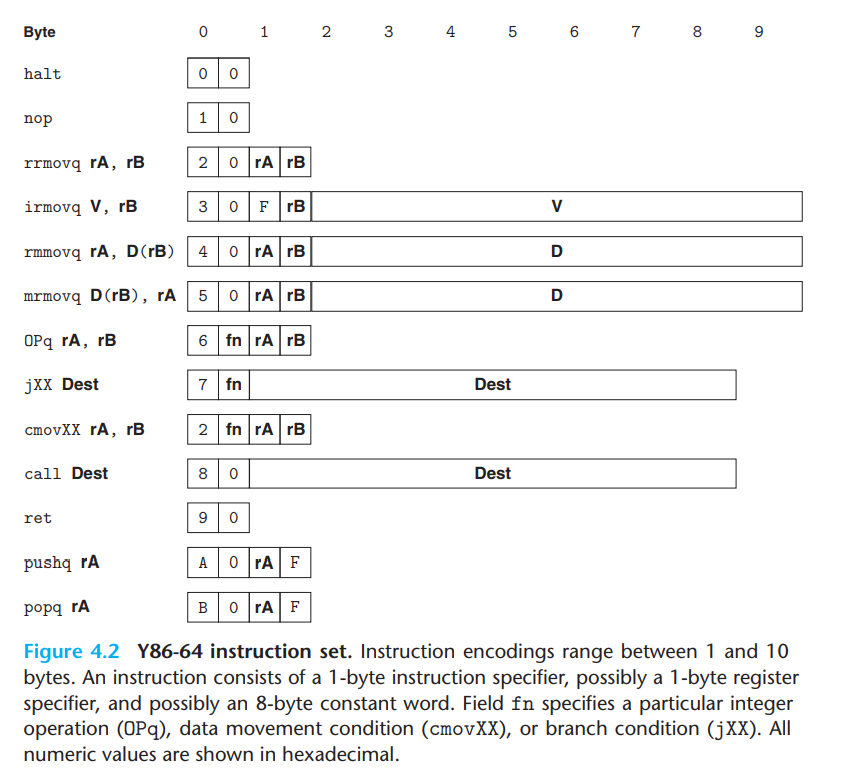 Byte 0 1 2 3 4 5 6 7 8 9
halt 0 0
nop 1 0
rrmovq rA, rB 2 0 rA rB
irmovq V, rB 3 0 F rB V
rmmovq rA, D(rB) 4 0 rA rB D
mrmovq D(rB), rA 5 0 rA rB D
OPq rA, rB 6 fn rA rB
jXX Dest 7 fn Dest
cmovXX rA, rB 2 fn rA rB
call Dest 8 0 Dest
ret 9 0
pushq rA A 0 rA F
popq rA B 0 rA F
Figure 4.2 Y86-64 instruction set. Instruction encodings range between 1 and 10
bytes. An instruction consists of a 1-byte instruction specifier, possibly a 1-byte register
specifier, and possibly an 8-byte constant word. Field fn specifies a particular integer
operation (OPq), data movement condition (cmovXX), or branch condition (jXX). All
numeric values are shown in hexadecimal.